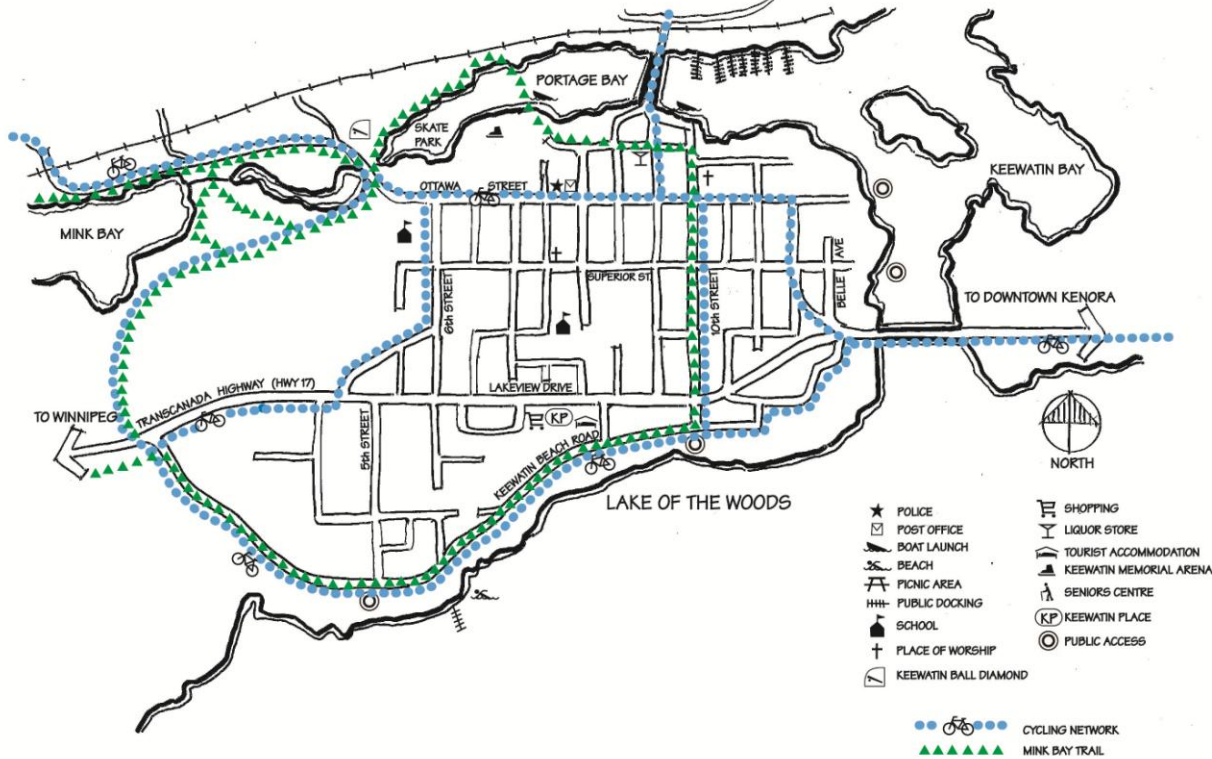 PORTAGE BAY
SKATE
PARK
KEEWATIN BAY
OTTAWA STREET
MINK BAY
SUPERIOR ST.
BELLE AVE
6th STREET
10th STREET
TO DOWNTOWN KENORA
LAKEVIEW DRIVE
TRANSCANADA HIGHWAY (HWY 17)
TO WINNIPEG
KP
5th STREET
KEEWATIN BEACH ROAD
NORTH
LAKE OF THE WOODS
POLICE
POST OFFICE
BOAT LAUNCH
BEACH
PICNIC AREA
PUBLIC DOCKING
SCHOOL
PLACE OF WORSHIP
KEEWATIN BALL DIAMOND
SHOPPING
LIQUOR STORE
TOURIST ACCOMMODATION
KEEWATIN MEMORIAL ARENA
SENIORS CENTRE
KP KEEWATIN PLACE
PUBLIC ACCESS
CYCLING NETWORK
MINK BAY TRAIL